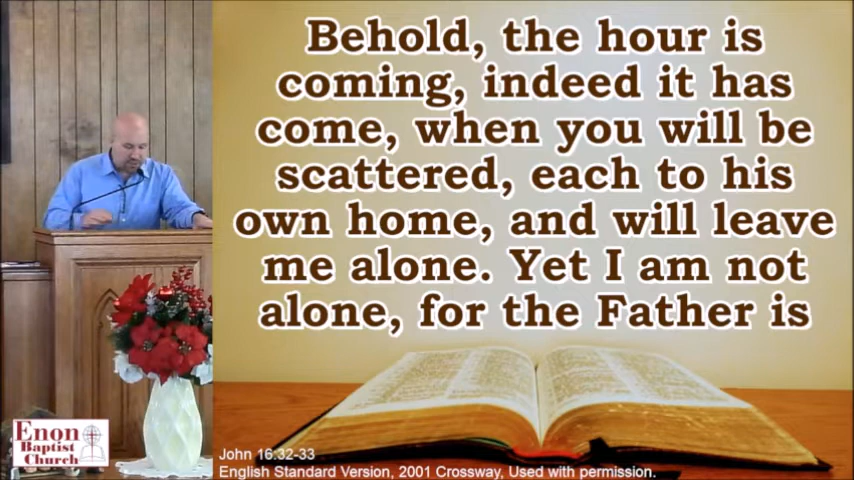 Behold, the hour is
coming, indeed it has
come, when you will be
scattered, each to his
own home, and will leave
me alone. Yet I am not
alone, for the Father is
John 16:32-33
English Standard Version, 2001 Crossway, Used with permission.
Enon
Baptist
Church